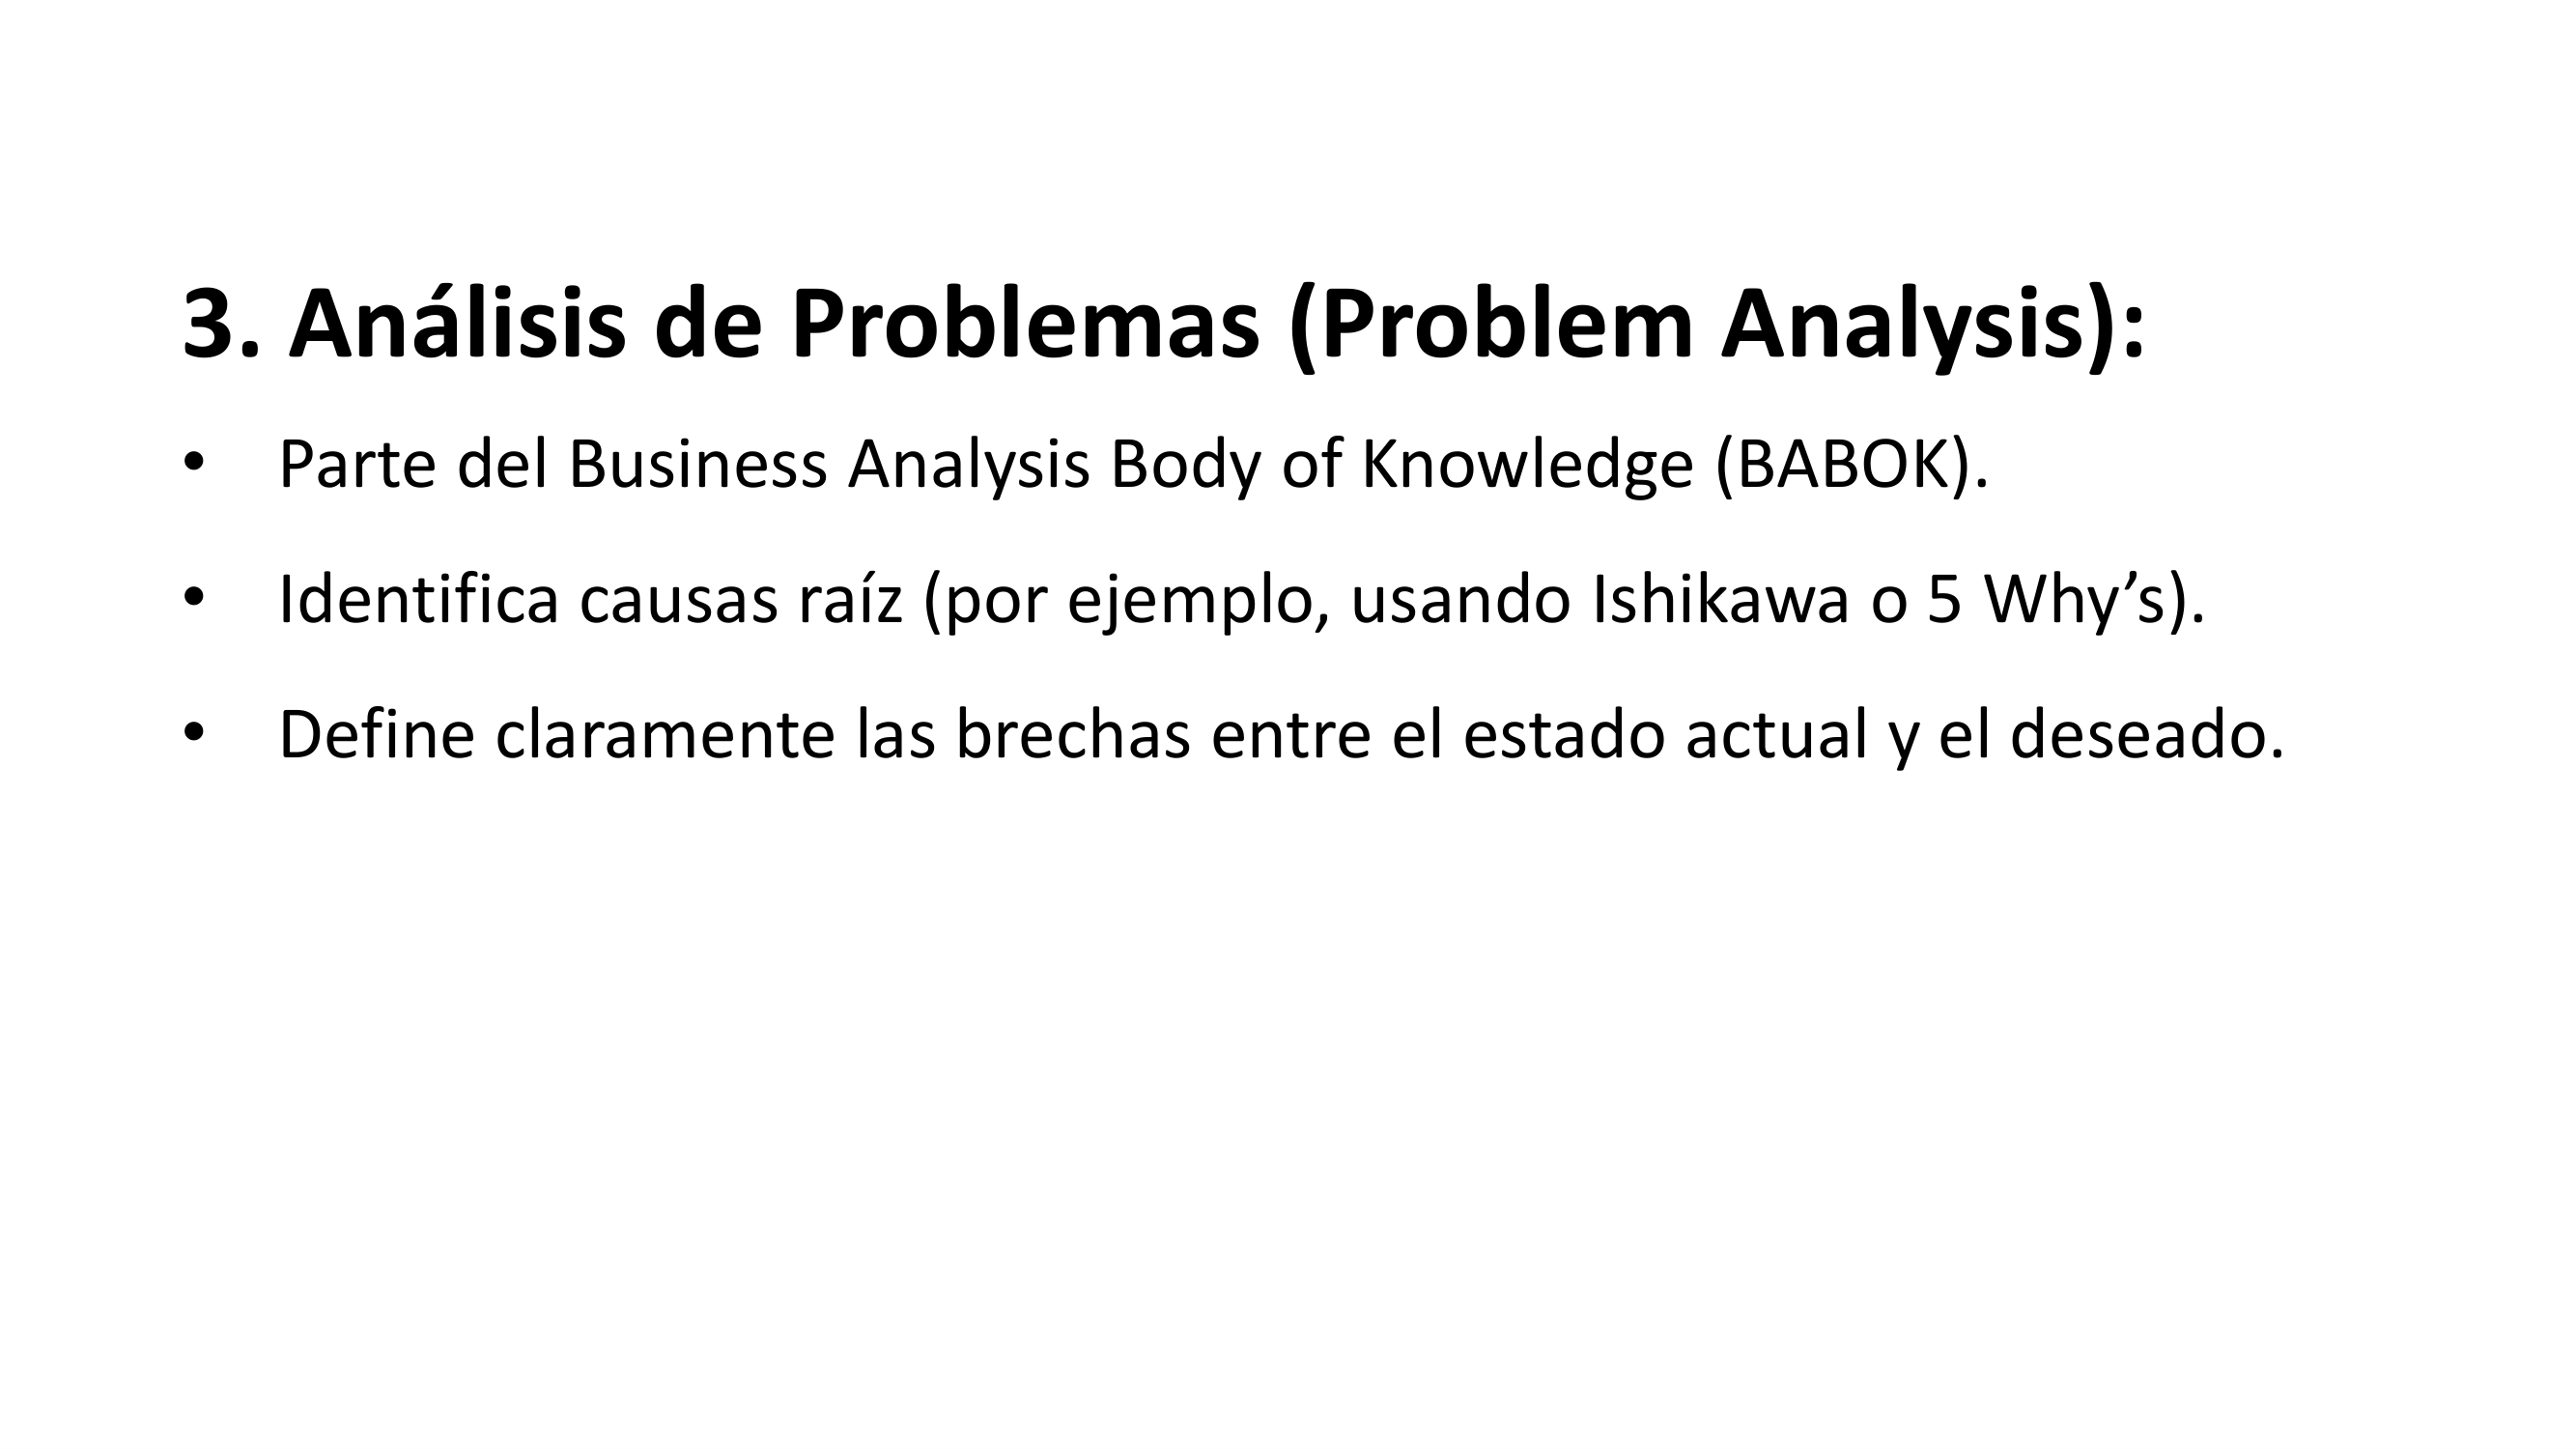 3. Análisis de Problemas (Problem Analysis):
• Parte del Business Analysis Body of Knowledge (BABOK).
• Identifica causas raíz (por ejemplo, usando Ishikawa o 5 Why’s).
• Define claramente las brechas entre el estado actual y el deseado.